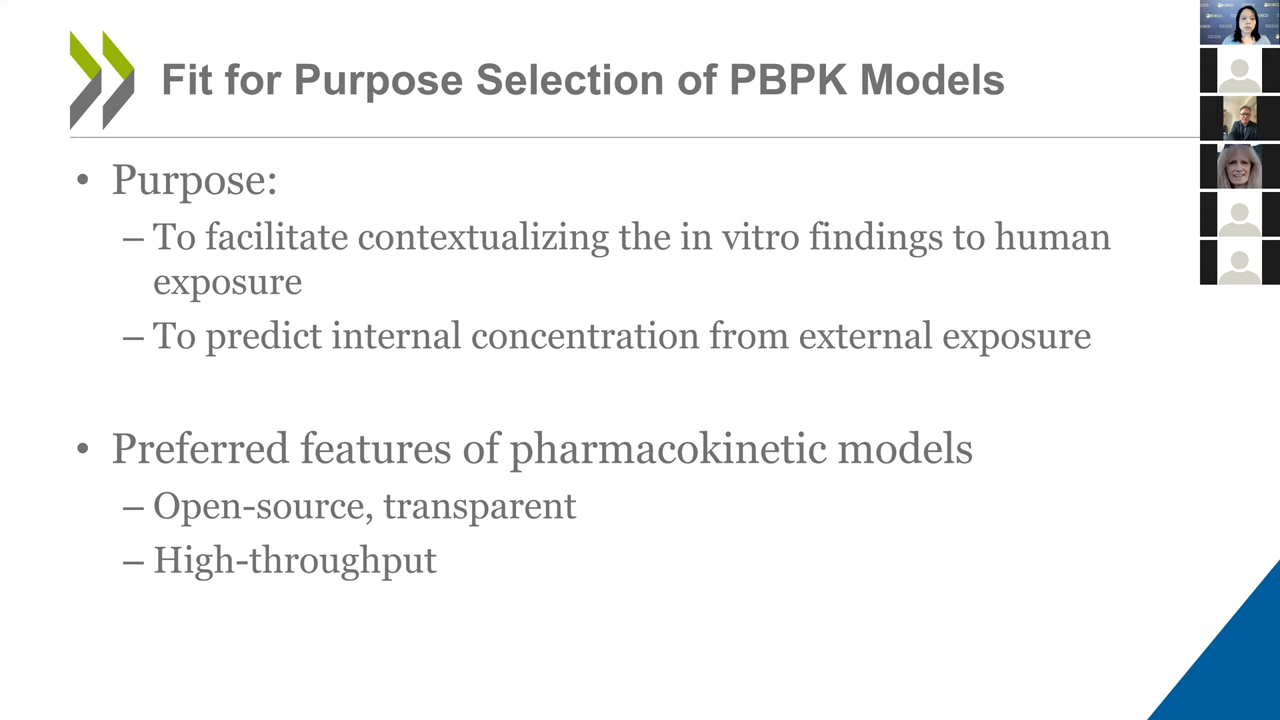 Fit for Purpose Selection of PBPK Models
• Purpose:
– To facilitate contextualizing the in vitro findings to human
exposure
– To predict internal concentration from external exposure
• Preferred features of pharmacokinetic models
– Open-source, transparent
– High-throughput